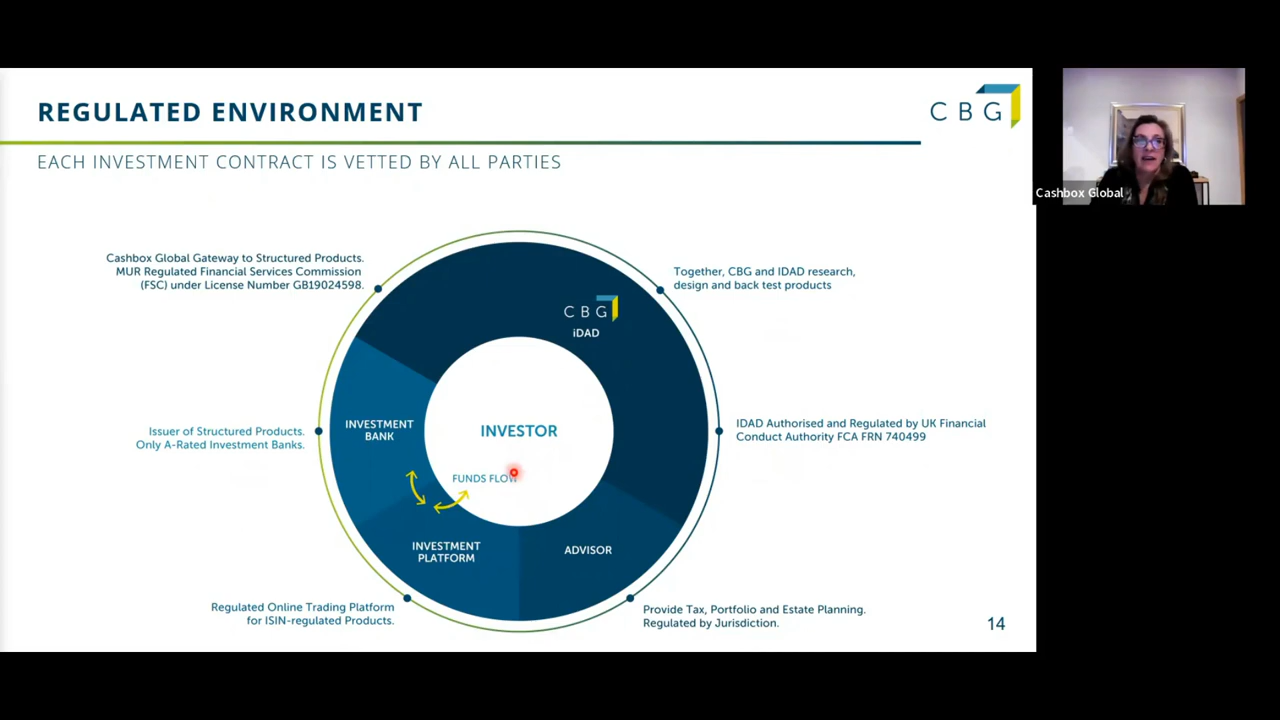 REGULATED ENVIRONMENT
CBG
EACH INVESTMENT CONTRACT IS VETTED BY ALL PARTIES
Cashbox Global
Cashbox Global Gateway to Structured Products.
MUR Regulated Financial Services Commission
(FSC) under License Number GB19024598.
Together, CBG and IDAD research,
design and back test products
CBG
iDAD
INVESTMENT
BANK
INVESTOR
Issuer of Structured Products.
Only A-Rated Investment Banks.
IDAD Authorised and Regulated by UK Financial
Conduct Authority FCA FRN 740499
FUNDS FLOW
INVESTMENT
PLATFORM
ADVISOR
Regulated Online Trading Platform
for ISIN-regulated Products.
Provide Tax, Portfolio and Estate Planning.
Regulated by Jurisdiction.
14